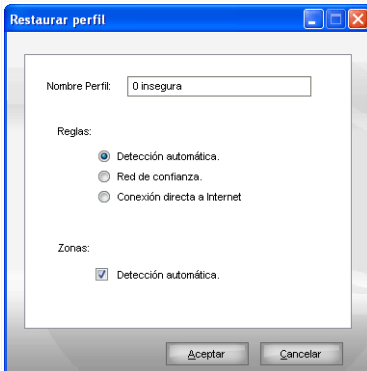 Restaurar perfil
Nombre Perfil: 0 insegura
Reglas:
Detección automática.
Red de confianza.
Conexión directa a Internet
Zonas:
Detección automática.
Aceptar Cancelar